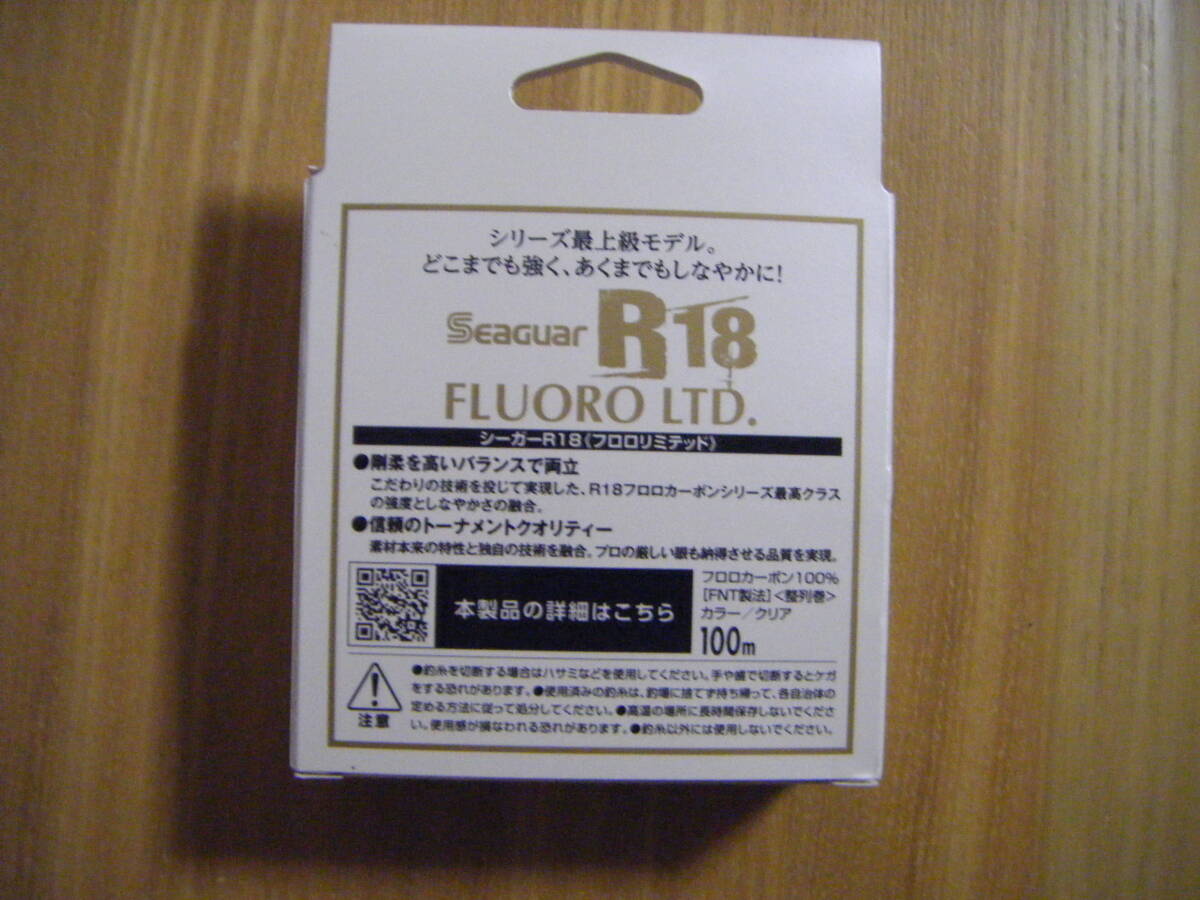 シリーズ最上級モデル。
どこまでも強く、あくまでもしなやかに!
SEAGUAR R18
FLUORO LTD.
シーガーR18《フロロリミテッド》
●剛柔を高いバランスで両立
こだわりの技術を投じて実現した、R18フロロカーボンシリーズ最高クラス
の強度としなやかさの融合。
●信頼のトーナメントクオリティー
素材本来の特性と独自の技術を融合。プロの厳しい眼も納得させる品質を実現。
本製品の詳細はこちら
フロロカーボン100%
[FNT製法]<整列巻>
カラー/クリア
100m
注意
●釣糸を切断する場合はハサミなどを使用してください。手や歯で切断するとケガ
をする恐れがあります。●使用済みの釣糸は、釣場に捨てず持ち帰って、各自治体の
定める方法に従って処分してください。●高温の場所に長時間保存しないでくださ
い。使用感が損なわれる恐れがあります。●釣糸以外には使用しないでください。